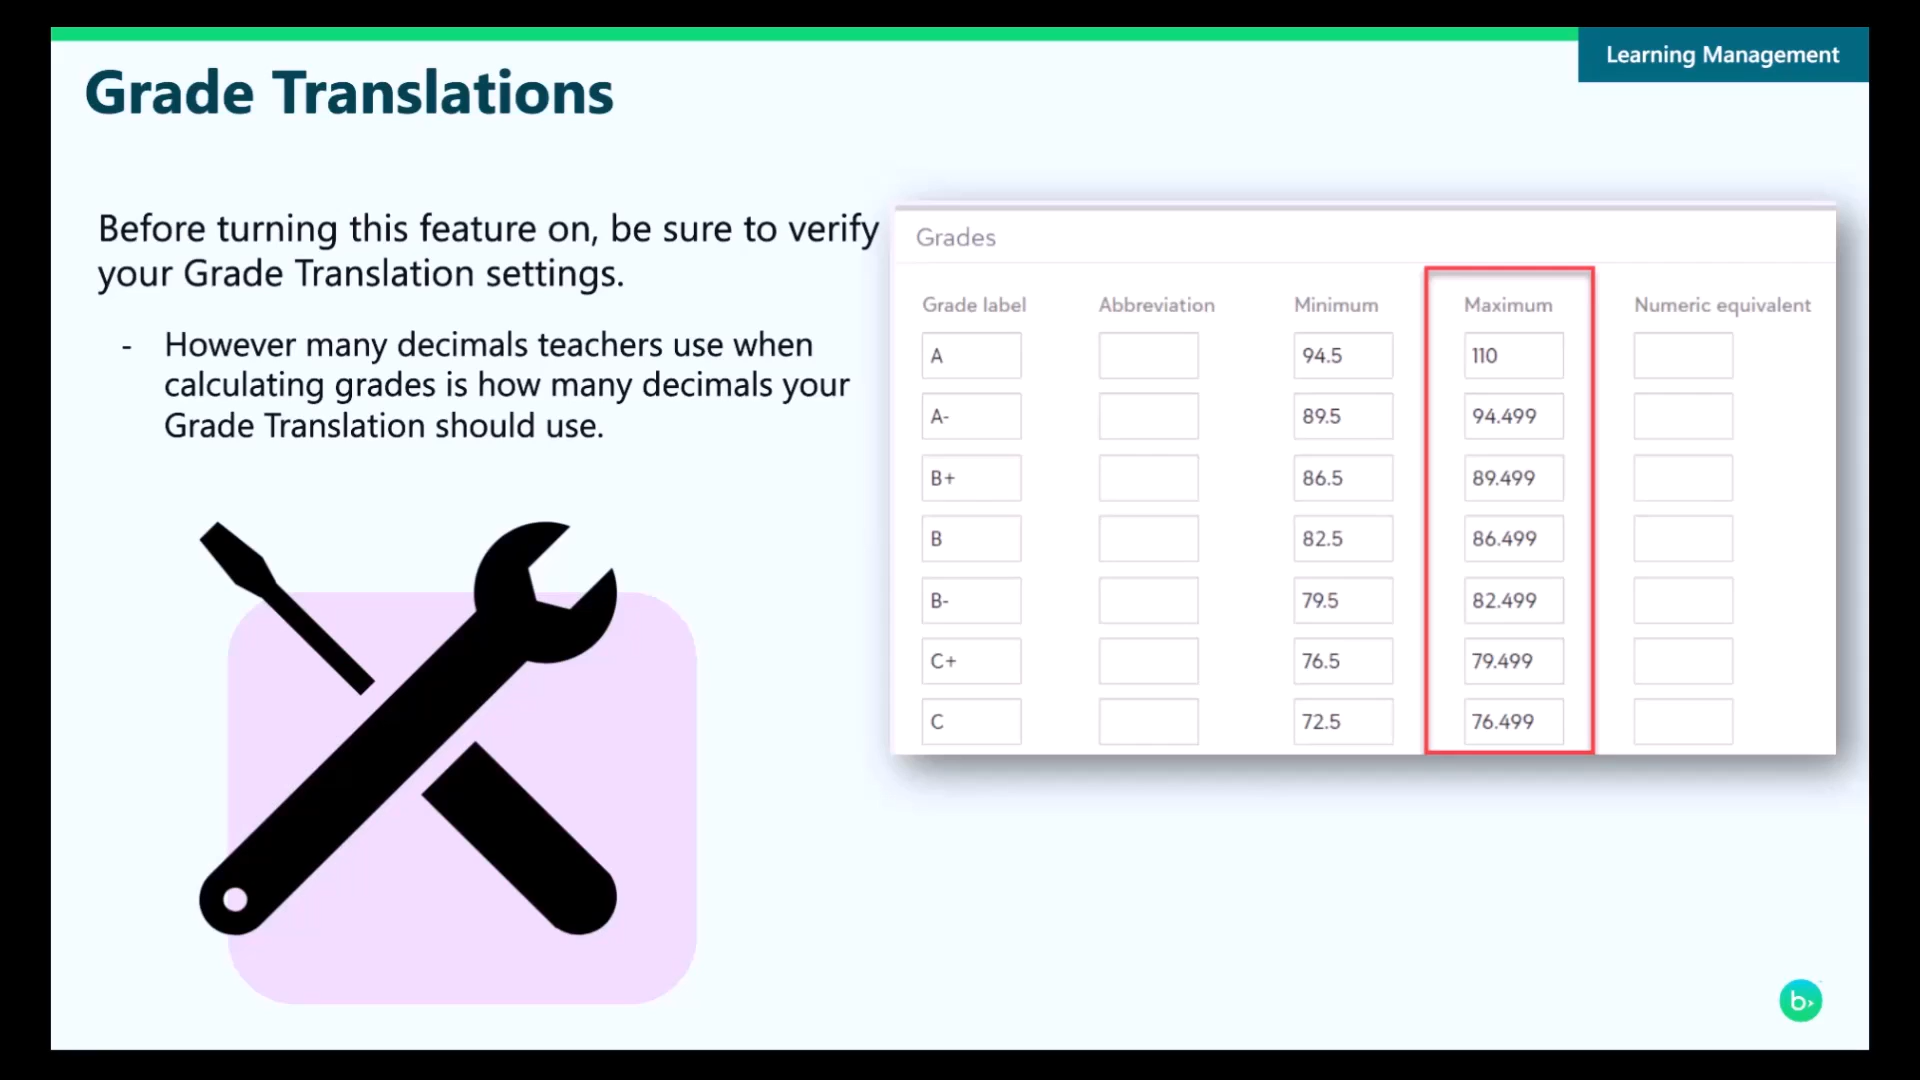 Learning Management
Grade Translations
Before turning this feature on, be sure to verify
your Grade Translation settings.
- However many decimals teachers use when
calculating grades is how many decimals your
Grade Translation should use.
Grades
Grade label Abbreviation Minimum Maximum Numeric equivalent
A 94.5 110
A- 89.5 94.499
B+ 86.5 89.499
B 82.5 86.499
B- 79.5 82.499
C+ 76.5 79.499
C 72.5 76.499
b